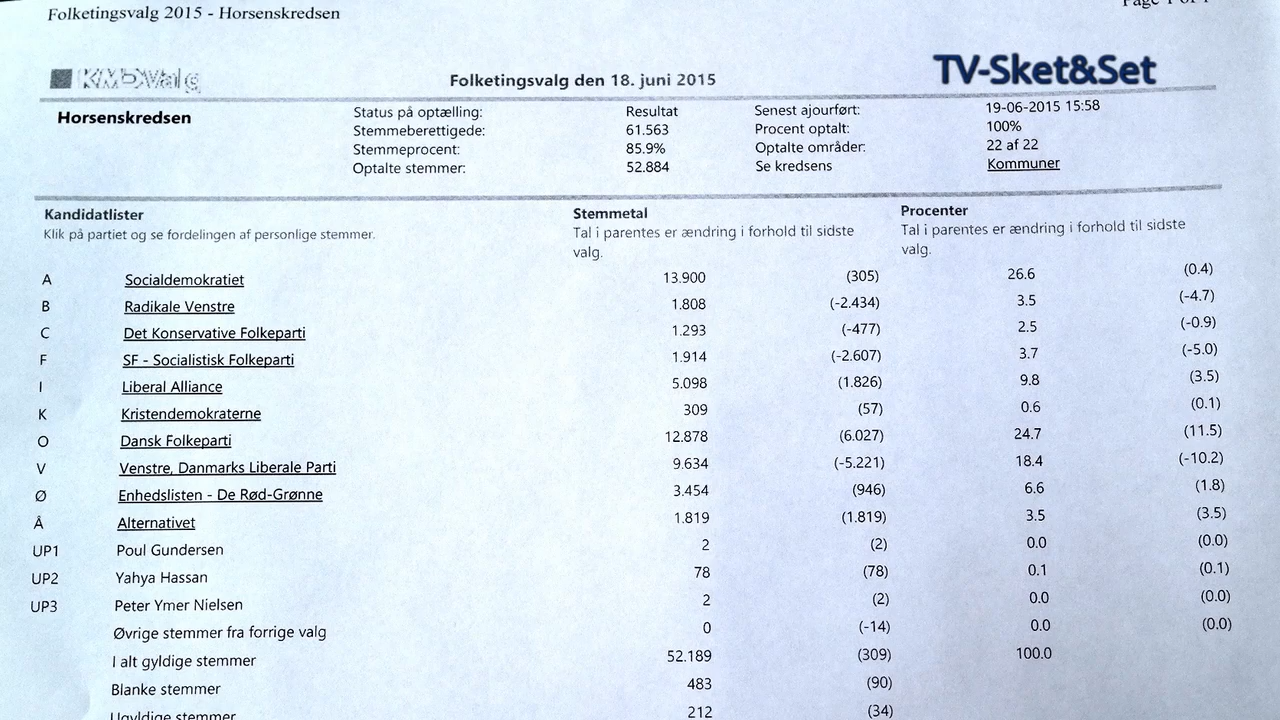 Folketingsvalg 2015 - Horsenskredsen
KMDValg
Folketingsvalg den 18. juni 2015
TV-Sket&Set
Horsenskredsen
Status på optælling: Resultat Senest ajourført: 19-06-2015 15:58
Stemmeberettigede: 61.563 Procent optalt: 100%
Stemmeprocent: 85.9% Optalte områder: 22 af 22
Optalte stemmer: 52.884 Se kredsens Kommuner
Kandidatlister Stemmetal Procenter
Klik på partiet og se fordelingen af personlige stemmer. Tal i parentes er ændring i forhold til sidste valg. Tal i parentes er ændring i forhold til sidste valg.
A Socialdemokratiet 13.900 (305) 26.6 (0.4)
B Radikale Venstre 1.808 (-2.434) 3.5 (-4.7)
C Det Konservative Folkeparti 1.293 (-477) 2.5 (-0.9)
F SF - Socialistisk Folkeparti 1.914 (-2.607) 3.7 (-5.0)
I Liberal Alliance 5.098 (1.826) 9.8 (3.5)
K Kristendemokraterne 309 (57) 0.6 (0.1)
O Dansk Folkeparti 12.878 (6.027) 24.7 (11.5)
V Venstre, Danmarks Liberale Parti 9.634 (-5.221) 18.4 (-10.2)
Ø Enhedslisten - De Rød-Grønne 3.454 (946) 6.6 (1.8)
Å Alternativet 1.819 (1.819) 3.5 (3.5)
UP1 Poul Gundersen 2 (2) 0.0 (0.0)
UP2 Yahya Hassan 78 (78) 0.1 (0.1)
UP3 Peter Ymer Nielsen 2 (2) 0.0 (0.0)
Øvrige stemmer fra forrige valg 0 (-14) 0.0 (0.0)
I alt gyldige stemmer 52.189 (309) 100.0
Blanke stemmer 483 (90)
Ugyldige stemmer 212 (34)